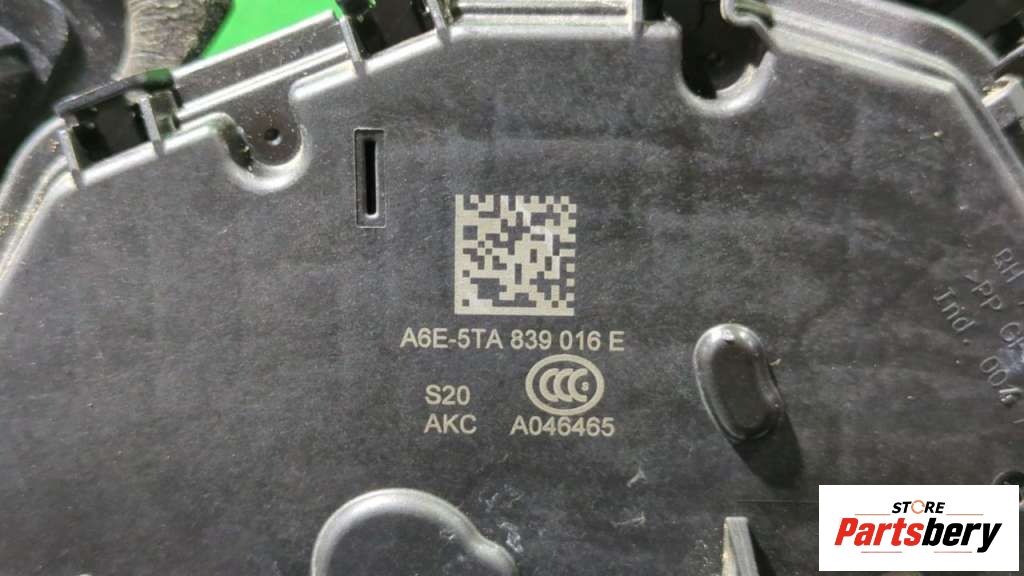 A6E-5TA 839 016 E
S20
CCC
AKC A046465
RH
>PP
Ind. 004
STORE
Partsbery